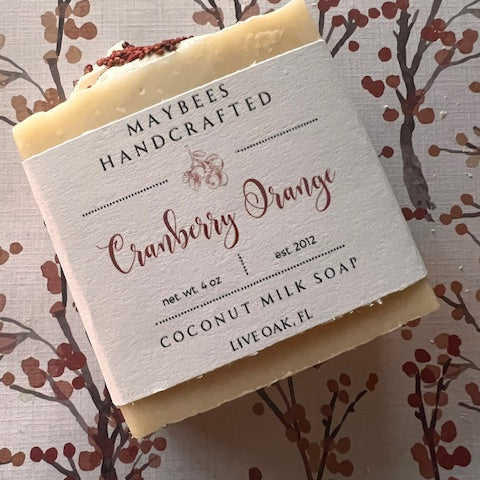 MAYBEES
HANDCRAFTED
Cranberry Orange
net. wt. 4 oz
est. 2012
COCONUT MILK SOAP
LIVE OAK, FL